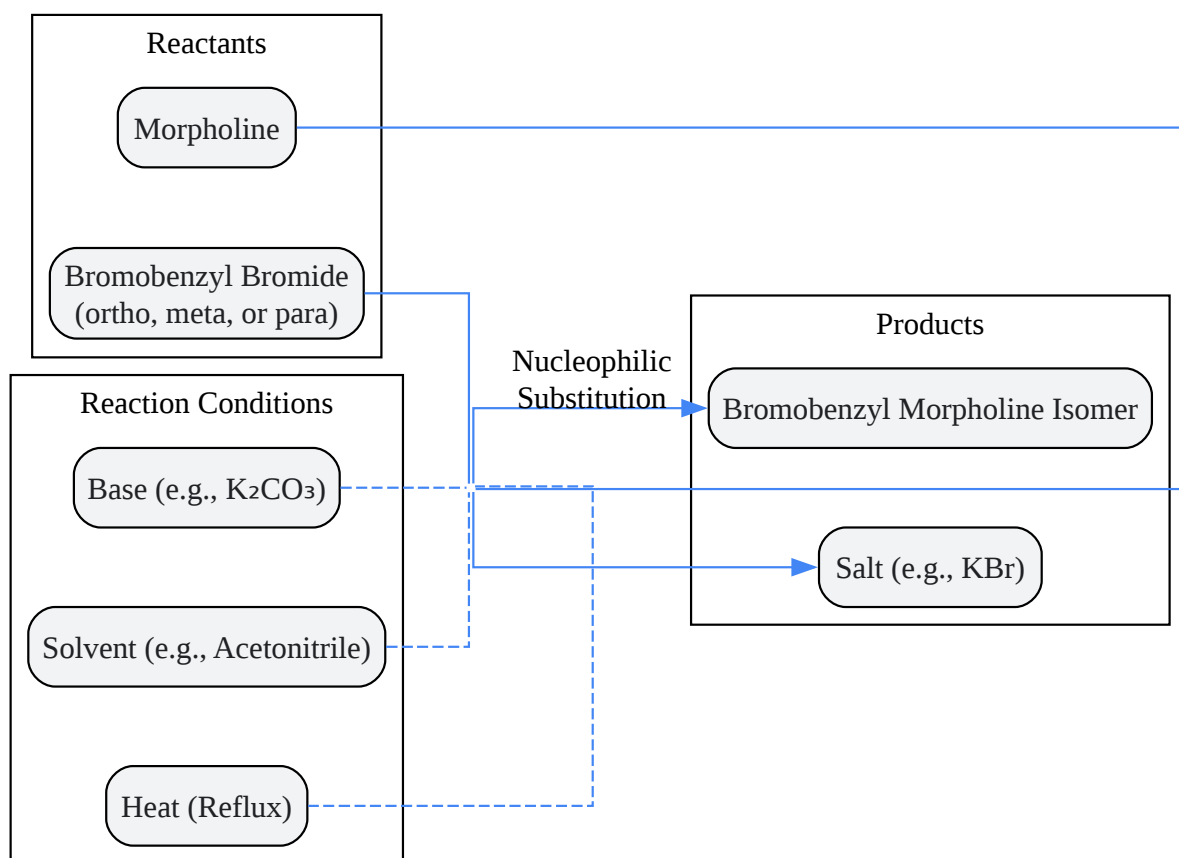 Reactants
Morpholine
Bromobenzyl Bromide
(ortho, meta, or para)
Reaction Conditions
Base (e.g., K₂CO₃)
Solvent (e.g., Acetonitrile)
Heat (Reflux)
Nucleophilic
Substitution
Products
Bromobenzyl Morpholine Isomer
Salt (e.g., KBr)